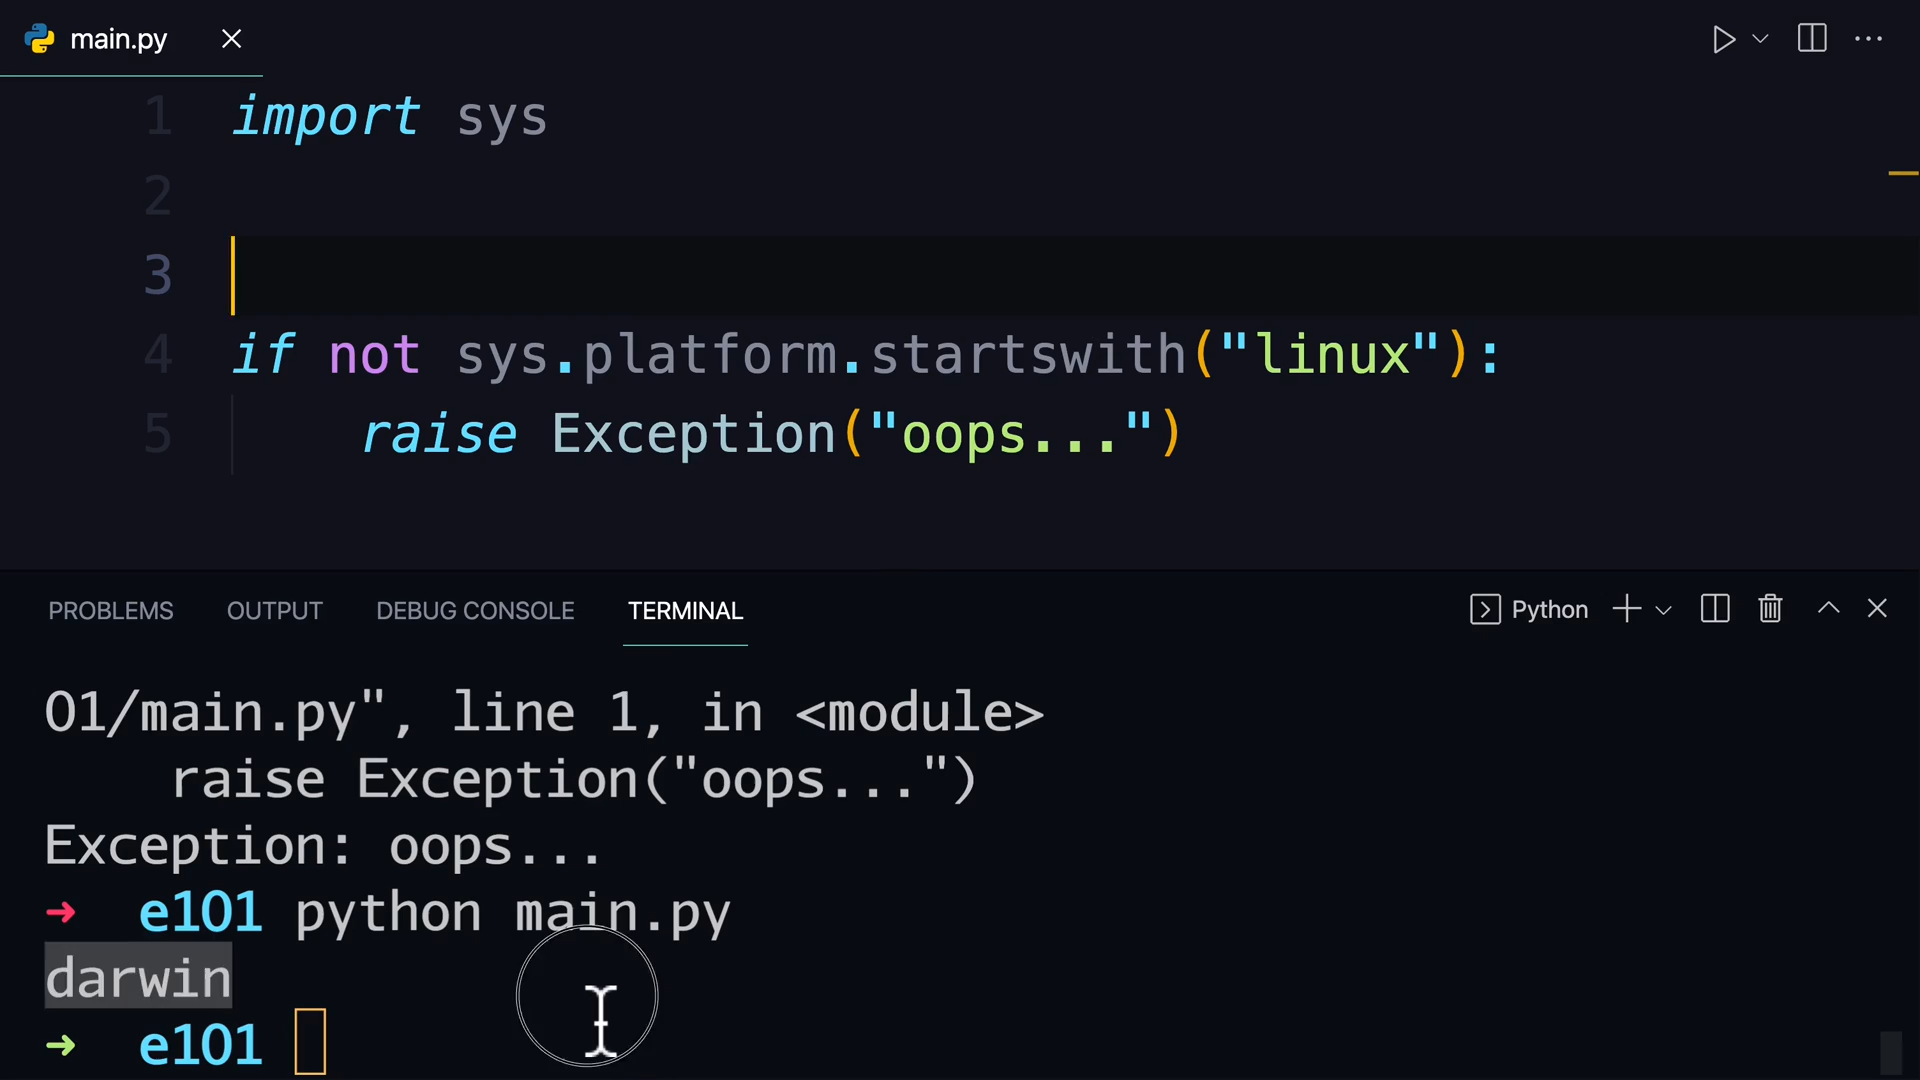 main.py
1 import sys
2
3
4 if not sys.platform.startswith("linux"):
5 raise Exception("oops...")
PROBLEMS OUTPUT DEBUG CONSOLE TERMINAL Python
01/main.py", line 1, in <module>
raise Exception("oops...")
Exception: oops...
➜ e101 python main.py
darwin
➜ e101